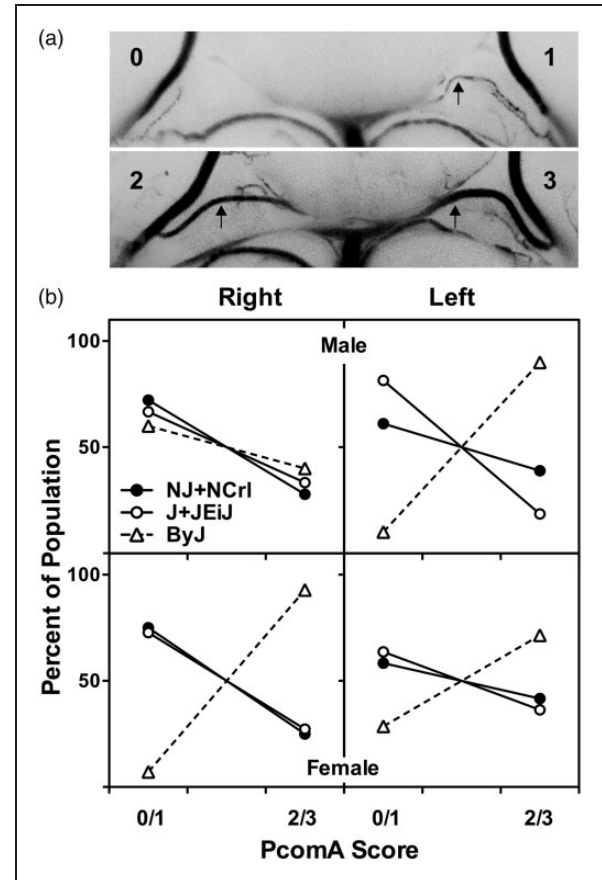 (a)
0 1
2 3
(b) Right Left
100
Male
50
NJ+NCrl
J+JEiJ
ByJ
Percent of Population
100
50
Female
0/1 2/3 0/1 2/3
PcomA Score